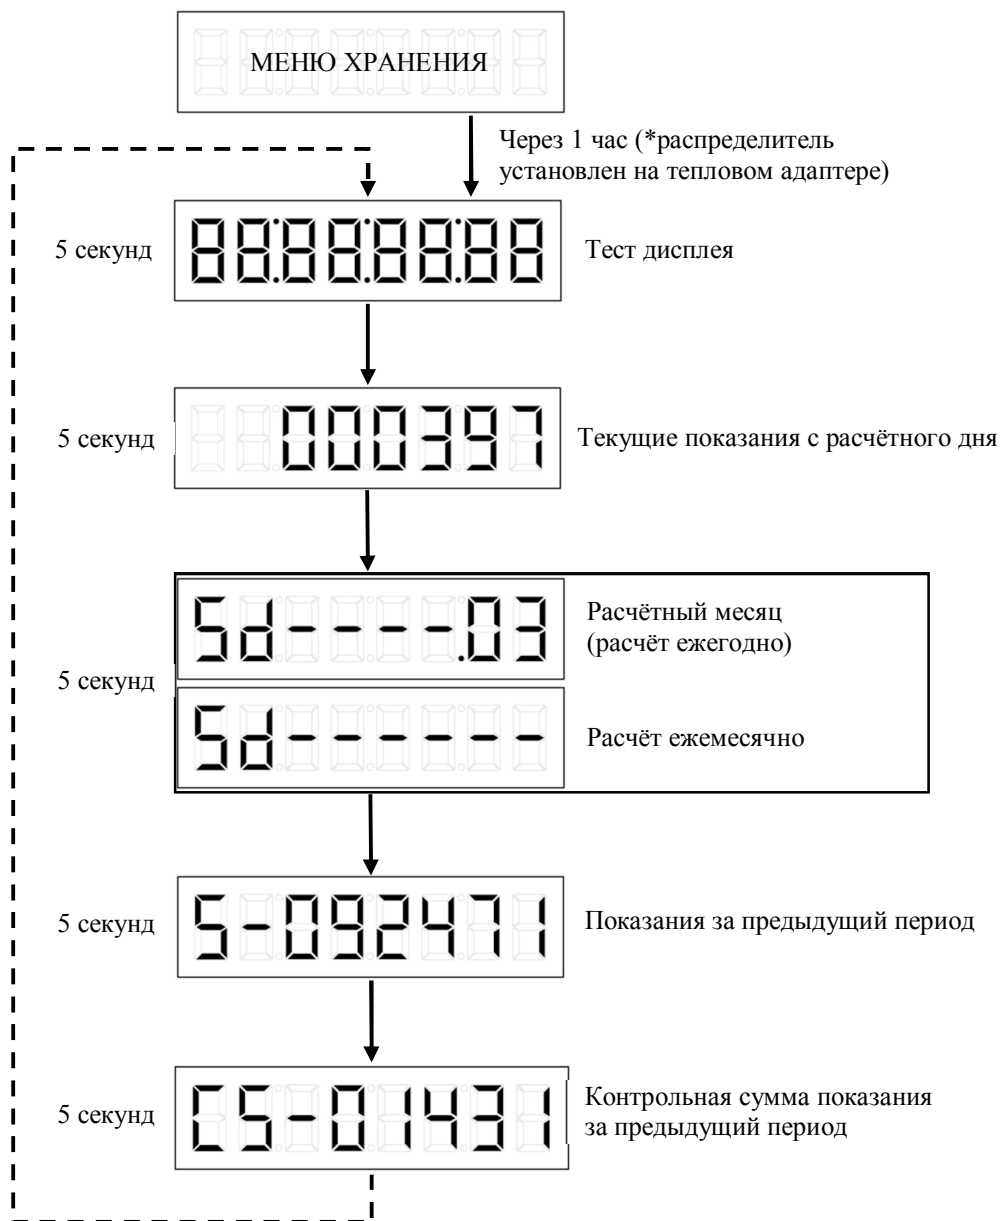 МЕНЮ ХРАНЕНИЯ
Через 1 час (*распределитель
установлен на тепловом адаптере)
5 секунд
88:88:88:88
Тест дисплея
5 секунд
000397
Текущие показания с расчётного дня
5 секунд
Sd----.03
Расчётный месяц
(расчёт ежегодно)
Sd------
Расчёт ежемесячно
5 секунд
S-092471
Показания за предыдущий период
5 секунд
CS-01431
Контрольная сумма показания
за предыдущий период